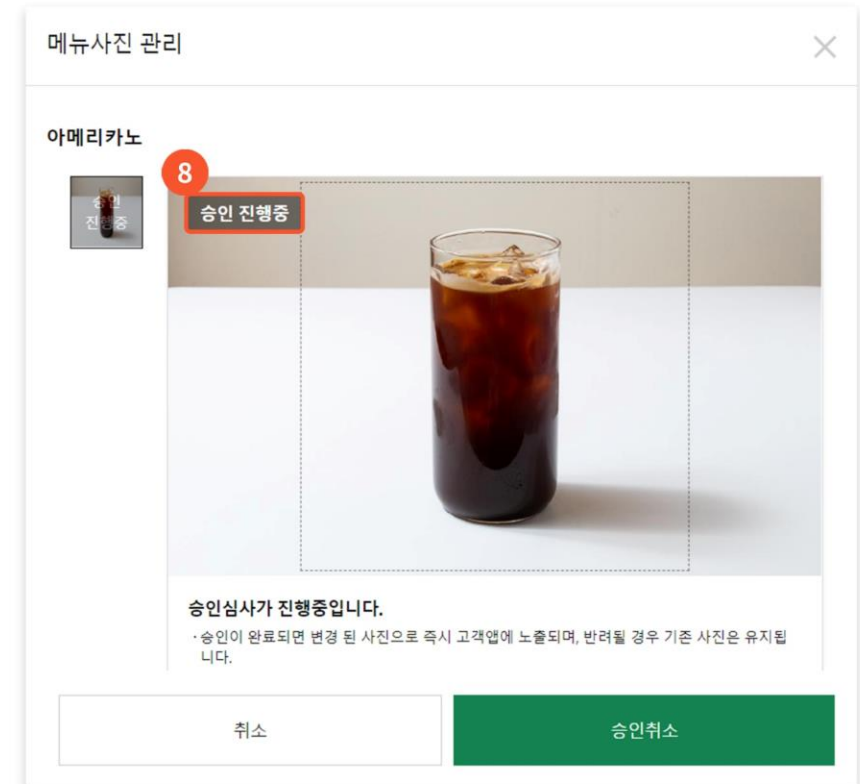 메뉴사진 관리
아메리카노
8
승인
진행중
승인 진행중
승인심사가 진행중입니다.
· 승인이 완료되면 변경 된 사진으로 즉시 고객앱에 노출되며, 반려될 경우 기존 사진은 유지됩
니다.
취소
승인취소